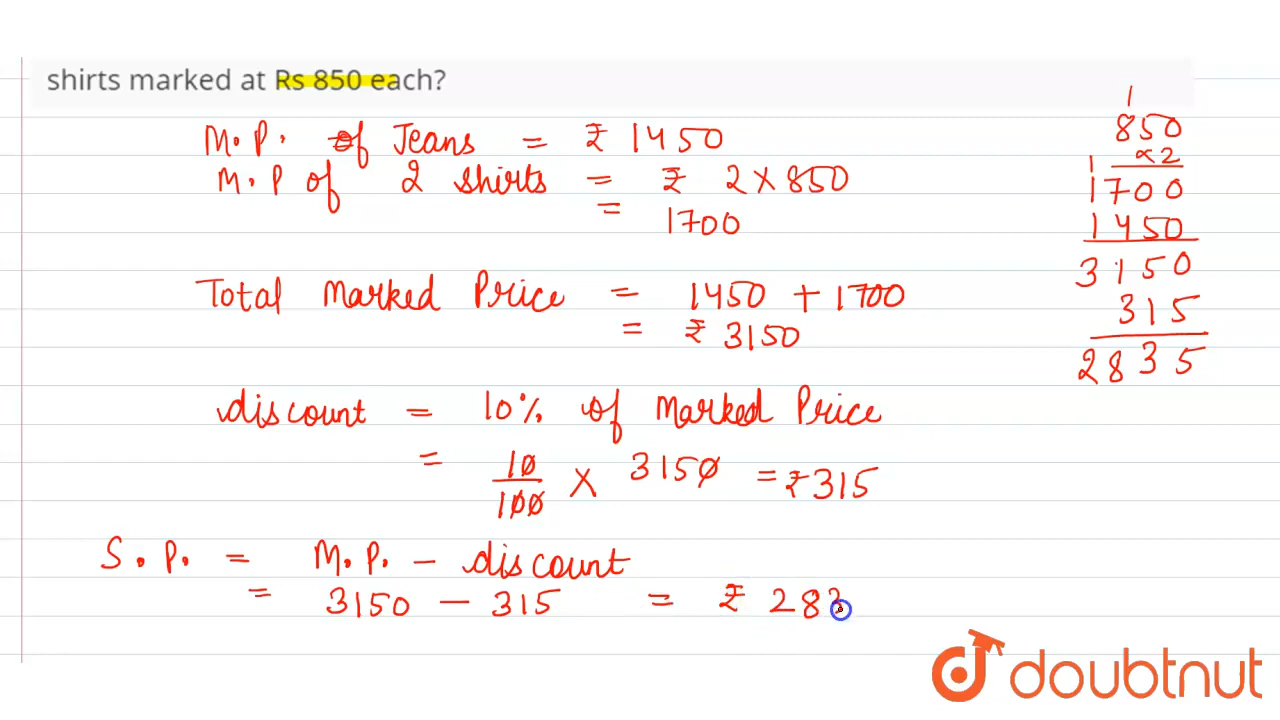 shirts marked at Rs 850 each?
M.P. of Jeans = ₹ 1450
M.P of 2 shirts = ₹ 2 × 850
= 1700
Total Marked Price = 1450 + 1700
= ₹ 3150
discount = 10% of Marked Price
= 10/100 × 3150 = ₹ 315
S.P. = M.P. - discount
= 3150 - 315 = ₹ 283
1
850
×2
1
1700
1450
3150
315
2835
doubtnut